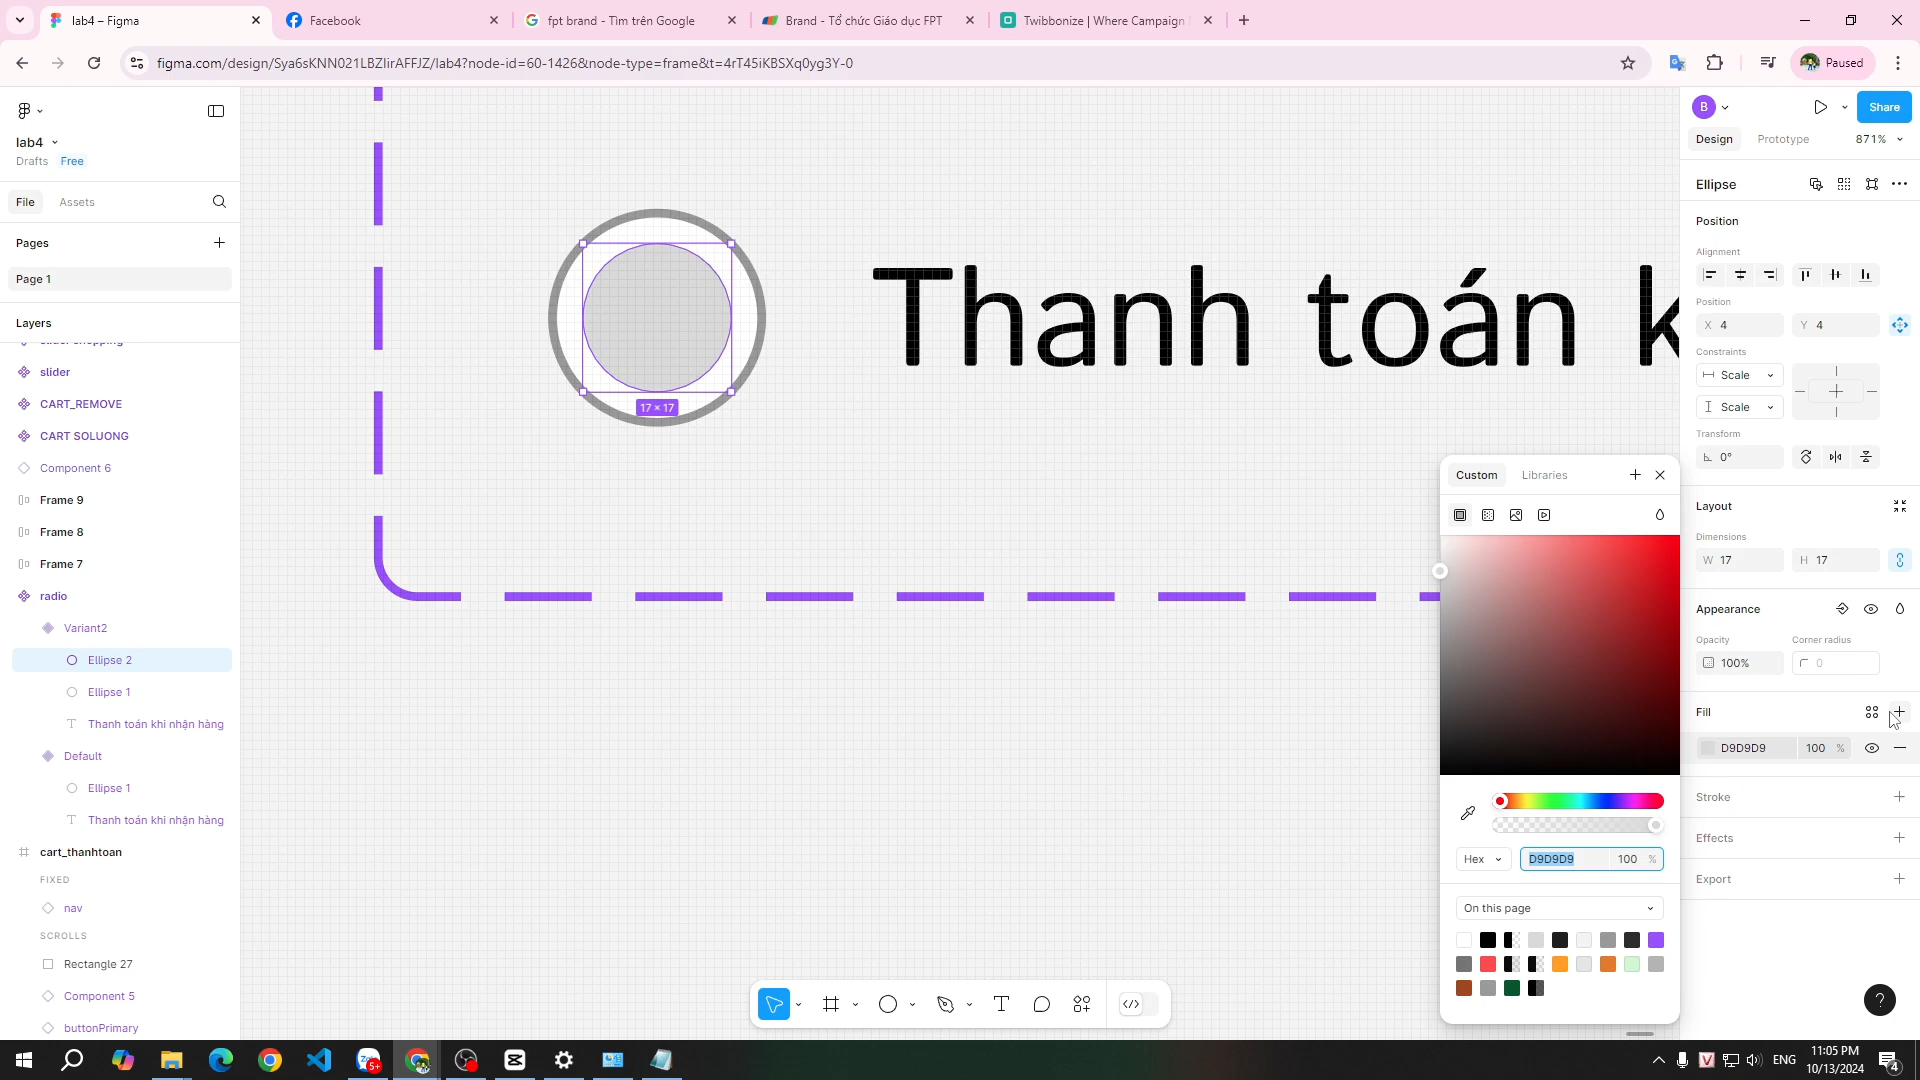 lab4 – Figma
Facebook
fpt brand - Tìm trên Google
Brand - Tổ chức Giáo dục FPT
Twibbonize | Where Campaign
figma.com/design/Sya6sKNN021LBZlirAFFJZ/lab4?node-id=60-1426&node-type=frame&t=4rT45iKBSXq0yg3Y-0
Paused
lab4
Drafts
Free
File
Assets
Pages
Page 1
Layers
slider shopping
slider
CART_REMOVE
CART SOLUONG
Component 6
Frame 9
Frame 8
Frame 7
radio
Variant2
Ellipse 2
Ellipse 1
Thanh toán khi nhận hàng
Default
Ellipse 1
Thanh toán khi nhận hàng
cart_thanhtoan
FIXED
nav
SCROLLS
Rectangle 27
Component 5
buttonPrimary
Thanh toán k
17 × 17
Custom
Libraries
Hex
D9D9D9
100 %
On this page
B
Share
Design
Prototype
871%
Ellipse
Position
Alignment
Position
X 4
Y 4
Constraints
Scale
Scale
Transform
0°
Layout
Dimensions
W 17
H 17
Appearance
Opacity
Corner radius
100%
0
Fill
D9D9D9
100 %
Stroke
Effects
Export
?
Zalo
5+
V
ENG
11:05 PM
10/13/2024
4